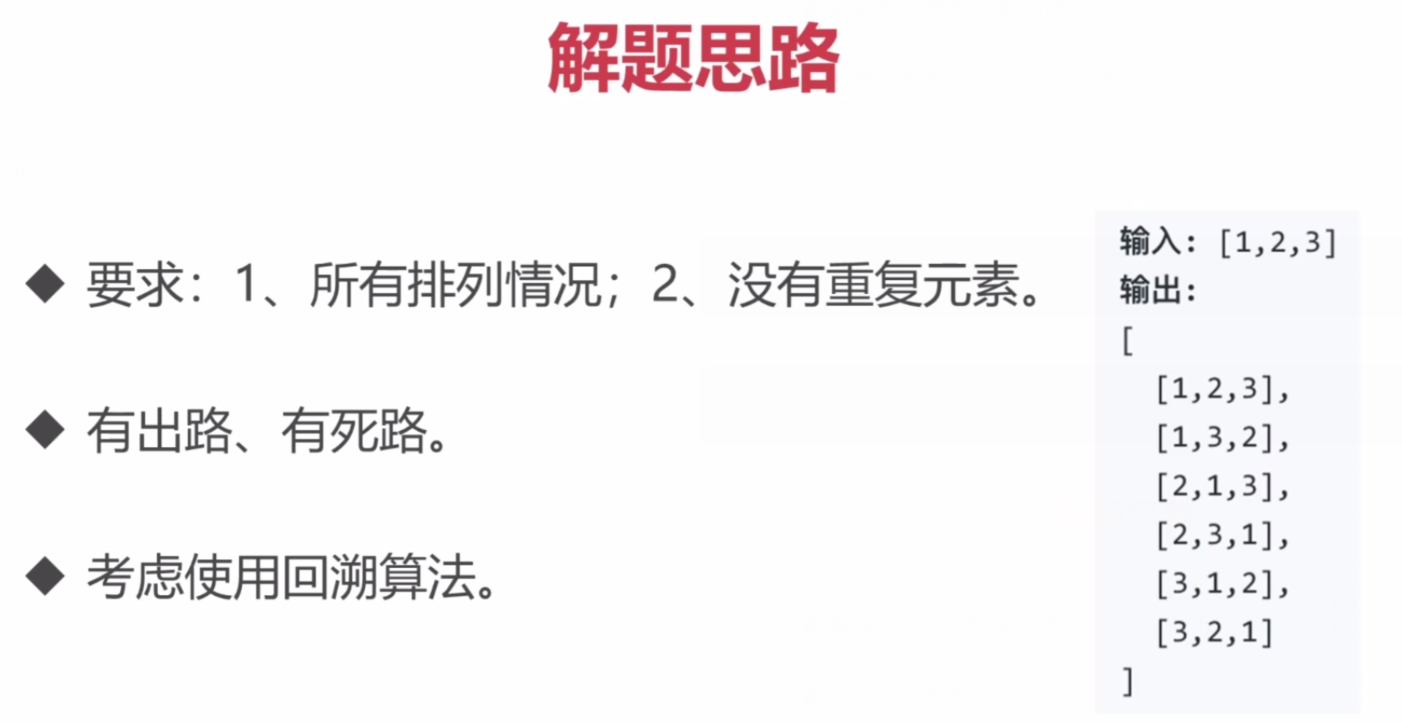 解题思路
◆ 要求：1、所有排列情况；2、没有重复元素。
◆ 有出路、有死路。
◆ 考虑使用回溯算法。
输入: [1,2,3]
输出:
[
  [1,2,3],
  [1,3,2],
  [2,1,3],
  [2,3,1],
  [3,1,2],
  [3,2,1]
]